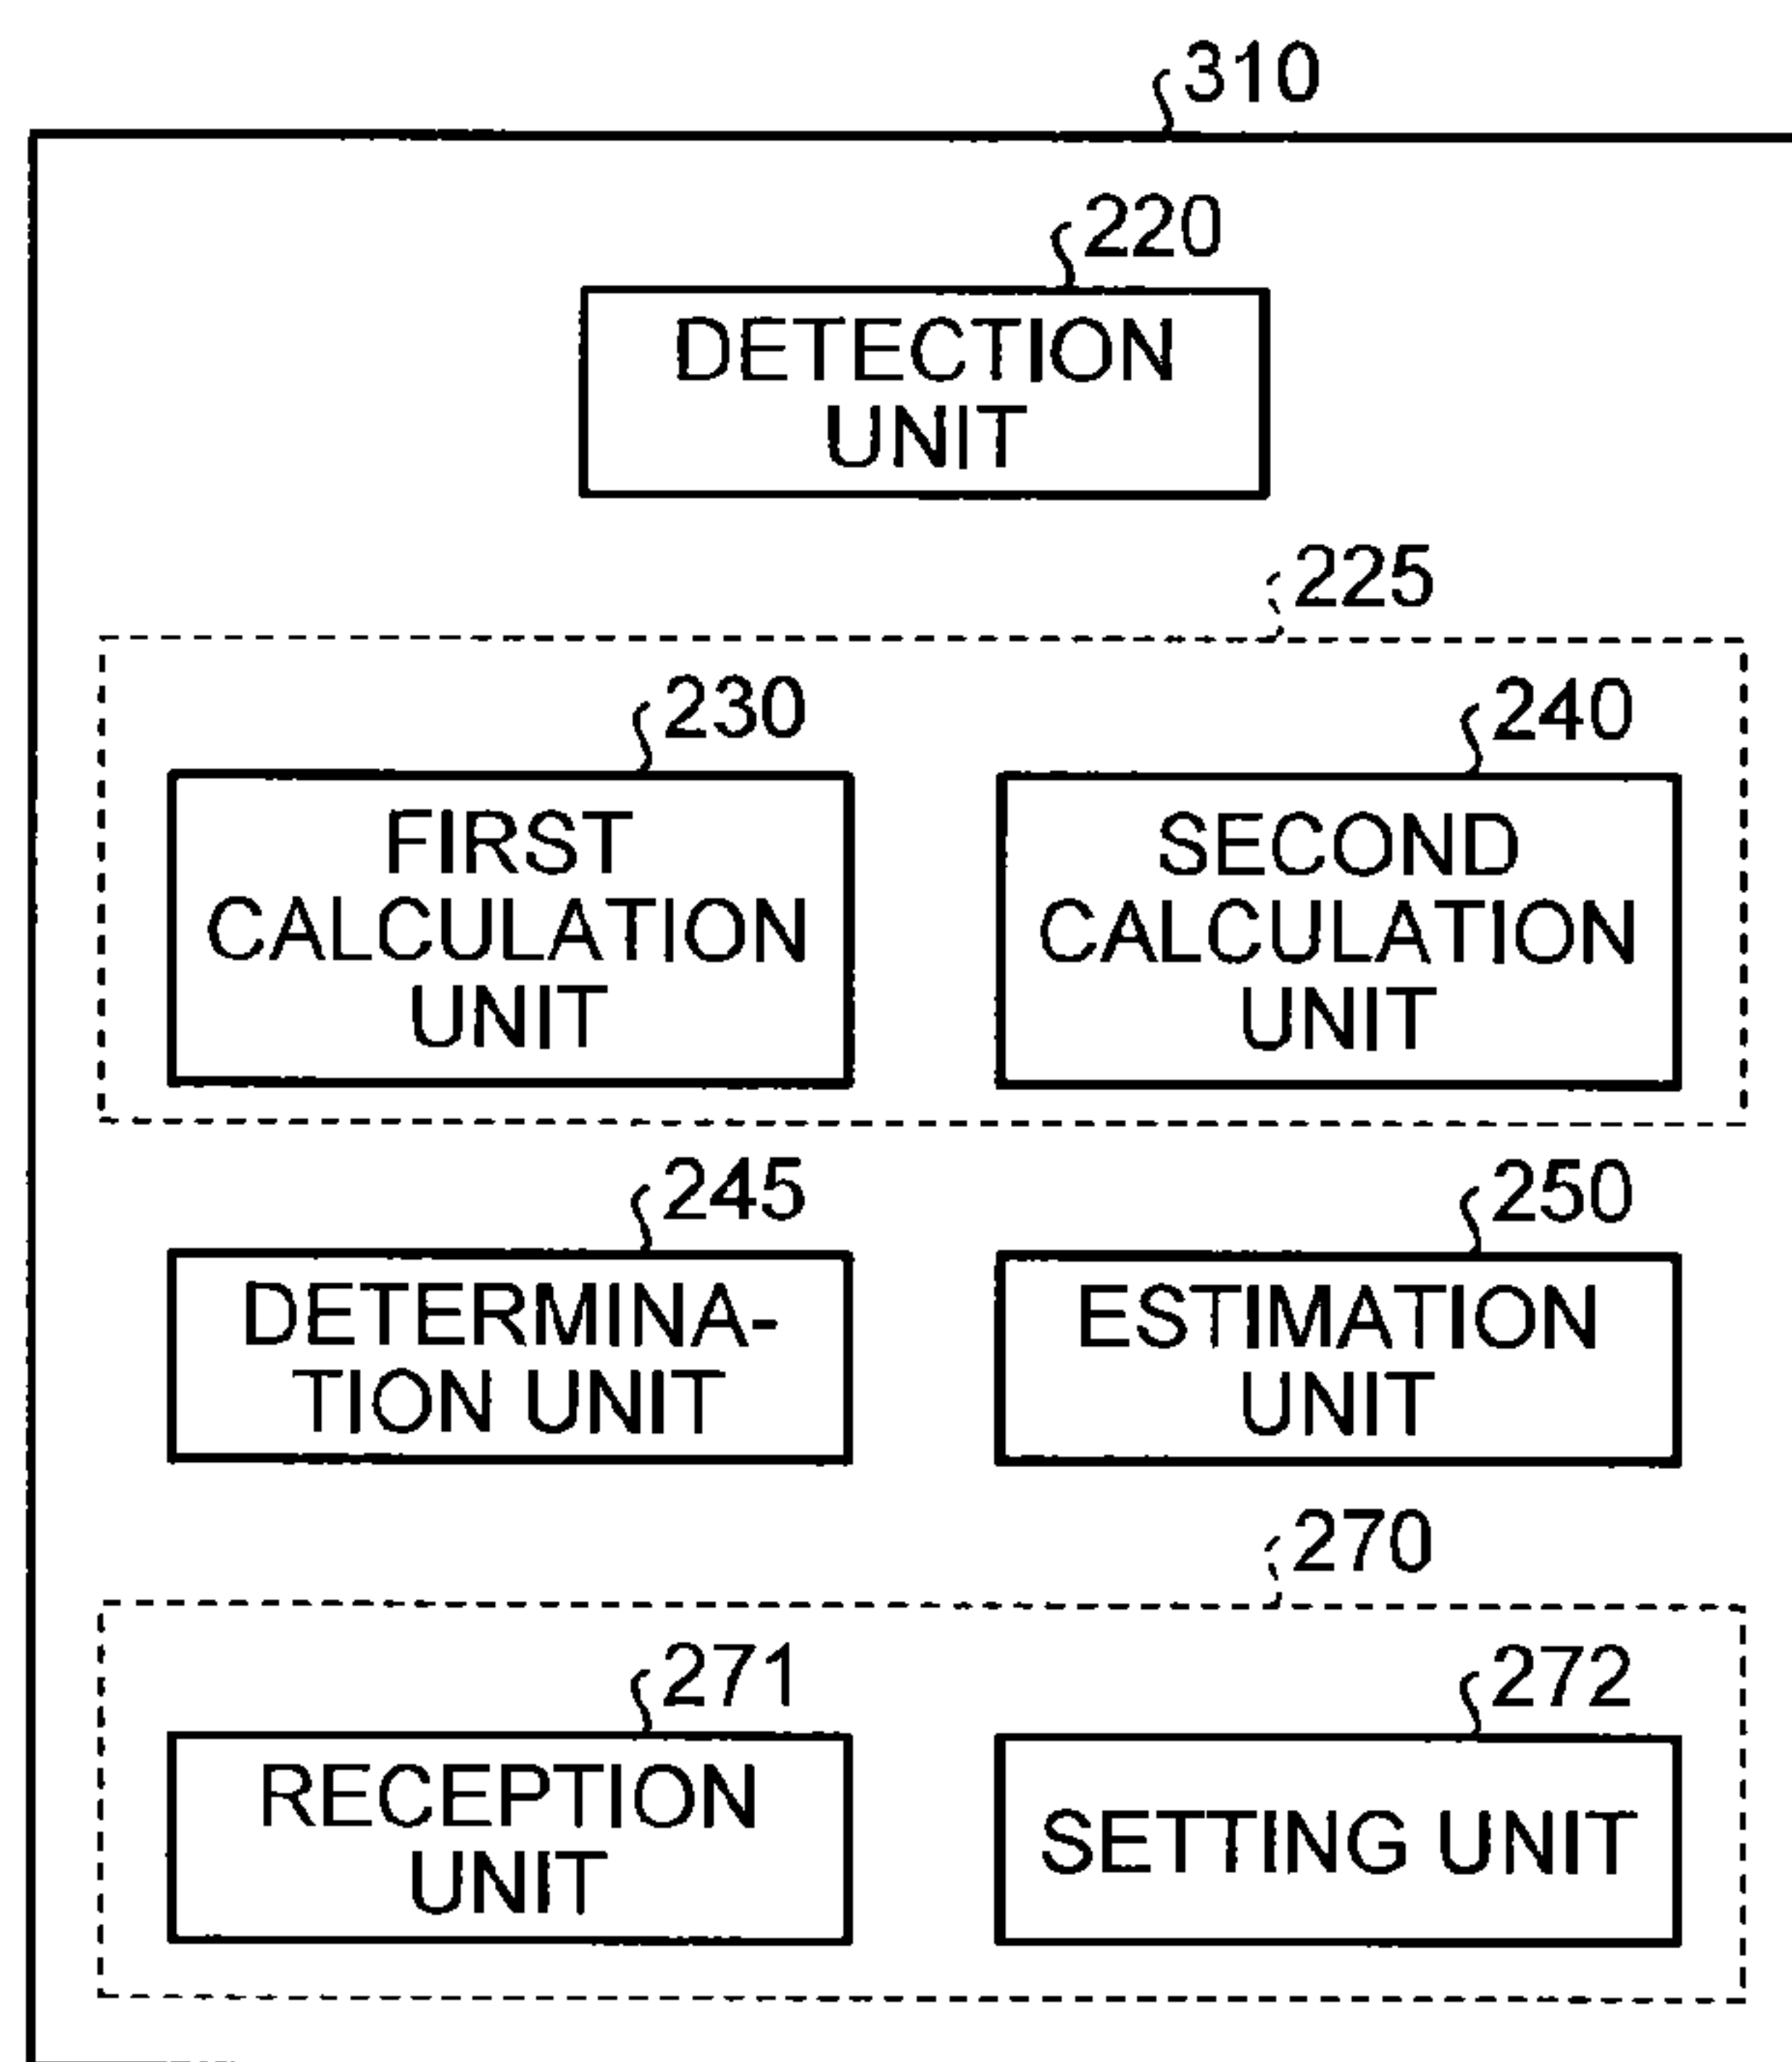 310
220
DETECTION
UNIT
225
230
240
FIRST
CALCULATION
UNIT
SECOND
CALCULATION
UNIT
245
250
DETERMINA-
TION UNIT
ESTIMATION
UNIT
270
271
272
RECEPTION
UNIT
SETTING UNIT